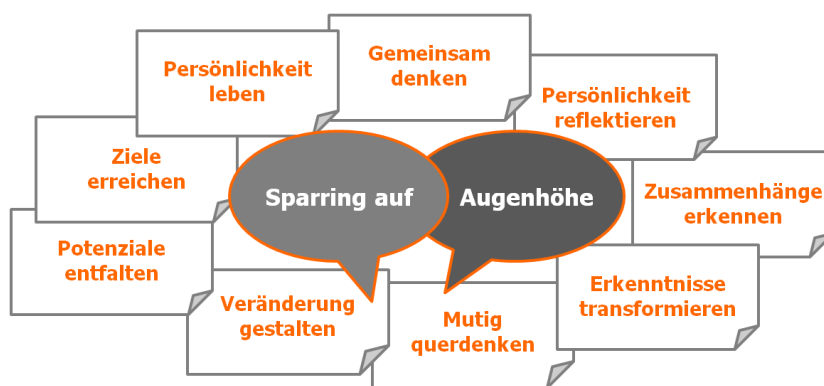 Gemeinsam
denken
Persönlichkeit
leben
Persönlichkeit
reflektieren
Ziele
erreichen
Sparring auf
Augenhöhe
Zusammenhänge
erkennen
Potenziale
entfalten
Erkenntnisse
transformieren
Veränderung
gestalten
Mutig
querdenken